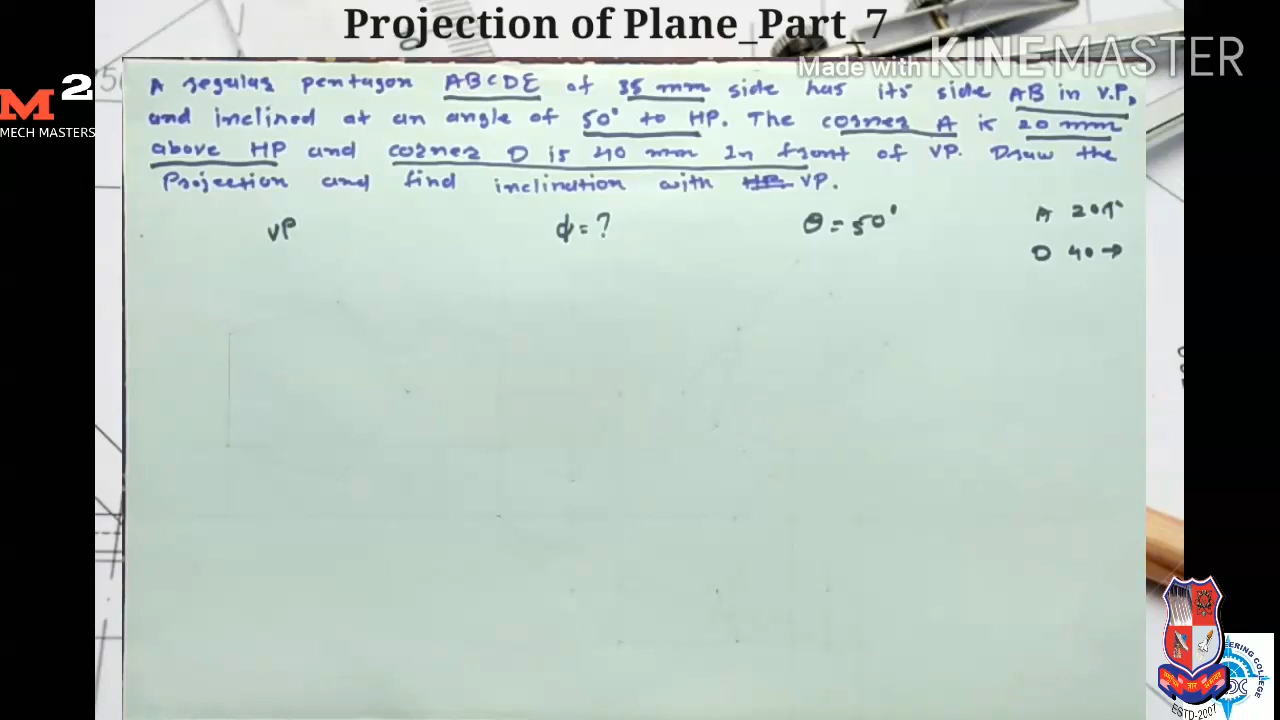 Projection of Plane_Part_7
Made with KINEMASTER
M2
MECH MASTERS
A regular pentagon ABCDE of 35 mm side has its side AB in V.P,
and inclined at an angle of 50° to HP. The corner A is 20 mm
above HP and corner D is 40 mm In front of VP. Draw the
Projection and find inclination with HP VP.
VP ϕ=? θ=50° A 20↑
D 40→
ESTD-2007